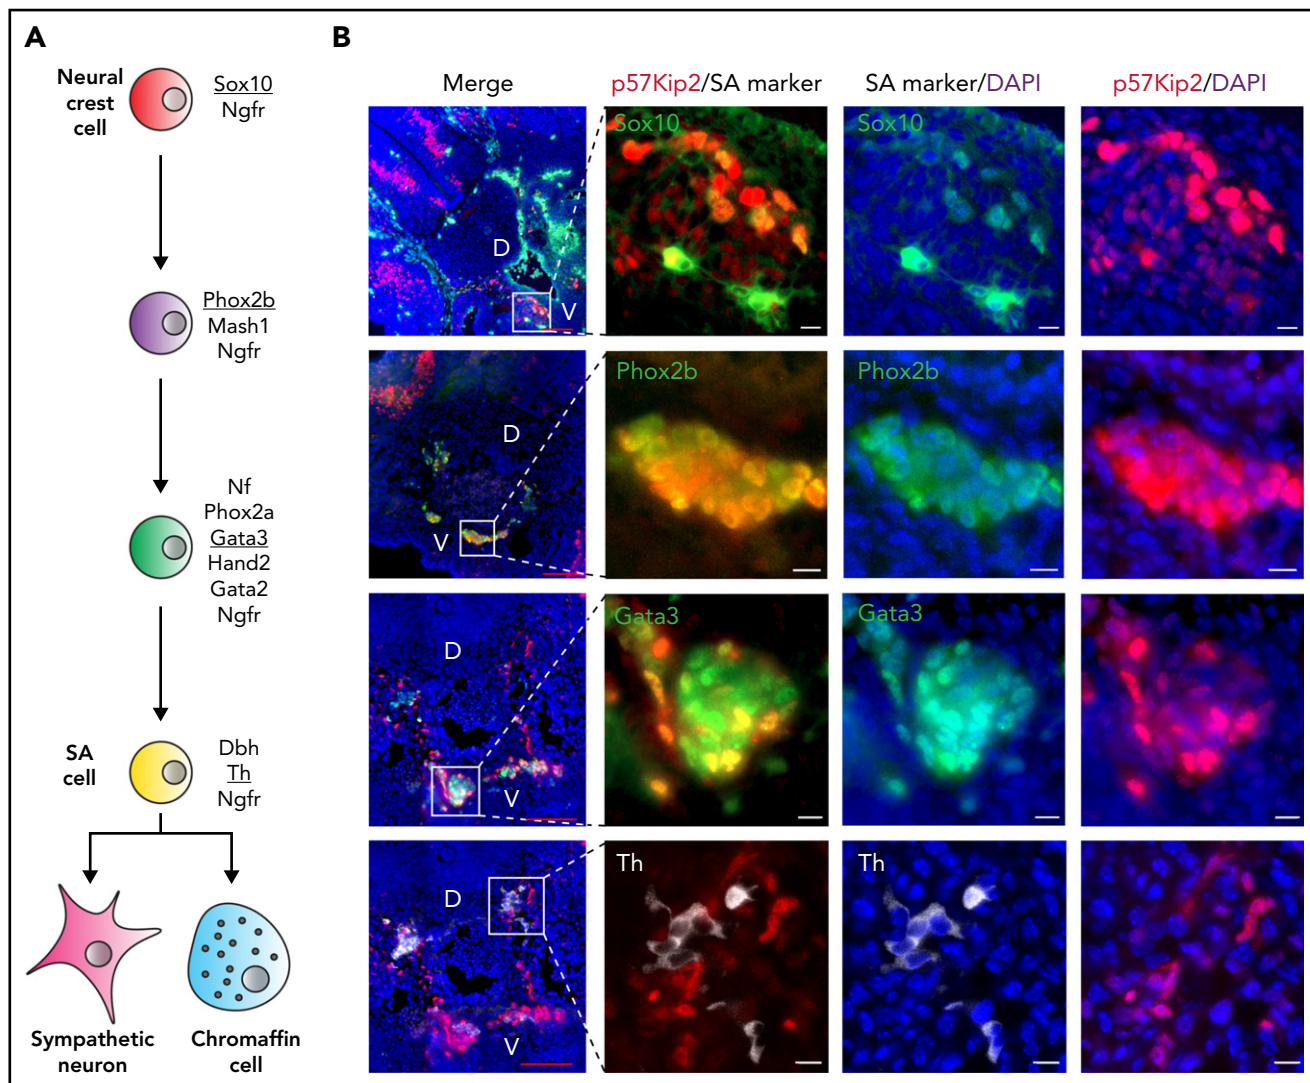 A
Neural
crest
cell
Sox10
Ngfr
Phox2b
Mash1
Ngfr
Nf
Phox2a
Gata3
Hand2
Gata2
Ngfr
SA
cell
Dbh
Th
Ngfr
Sympathetic
neuron
Chromaffin
cell
B
Merge
p57Kip2/SA marker
SA marker/DAPI
p57Kip2/DAPI
D
V
Sox10
Sox10
D
V
Phox2b
Phox2b
D
V
Gata3
Gata3
D
V
Th
Th